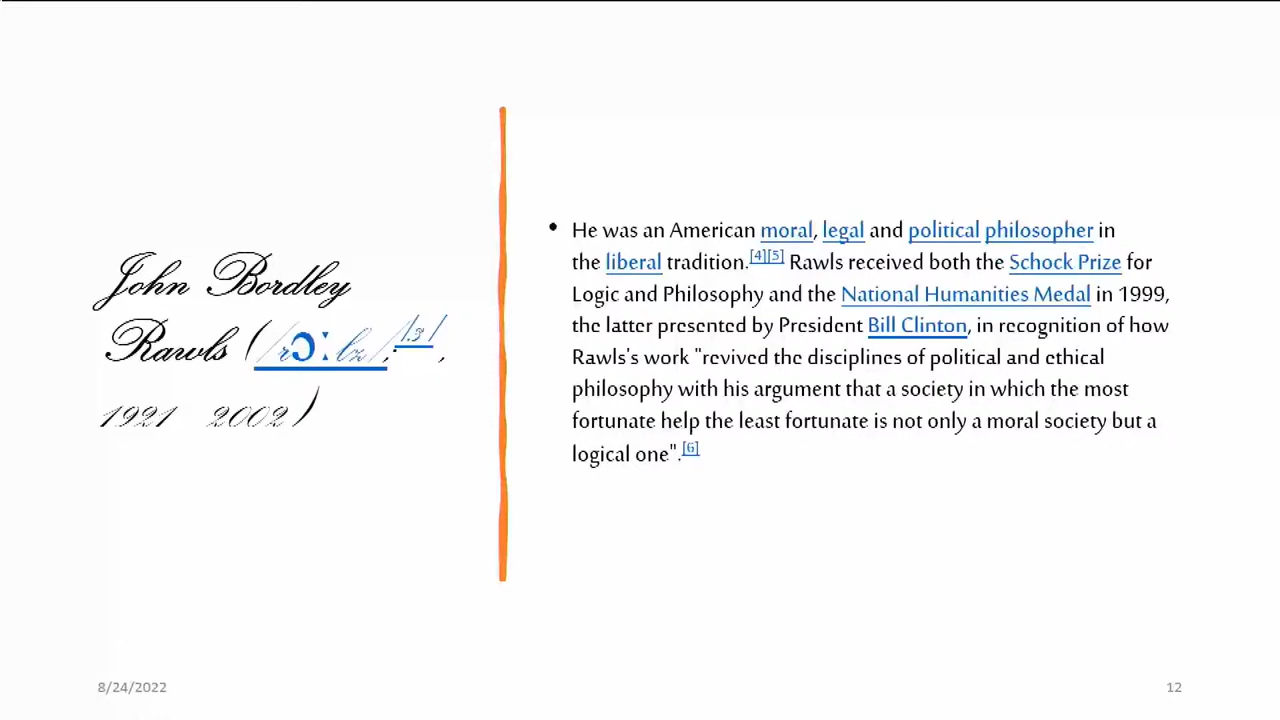 John Bordley
Rawls (/rɔːlz/;[3],
1921 2002)
• He was an American moral, legal and political philosopher in
the liberal tradition.[4][5] Rawls received both the Schock Prize for
Logic and Philosophy and the National Humanities Medal in 1999,
the latter presented by President Bill Clinton, in recognition of how
Rawls's work "revived the disciplines of political and ethical
philosophy with his argument that a society in which the most
fortunate help the least fortunate is not only a moral society but a
logical one".[6]
8/24/2022
12